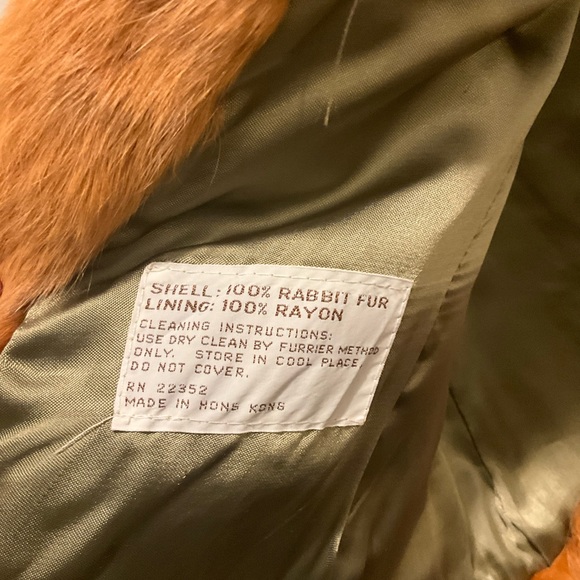 SHELL: 100% RABBIT FUR
LINING: 100% RAYON
CLEANING INSTRUCTIONS:
USE DRY CLEAN BY FURRIER METHOD
ONLY. STORE IN COOL PLACE
DO NOT COVER.
RN 22352
MADE IN HONG KONG